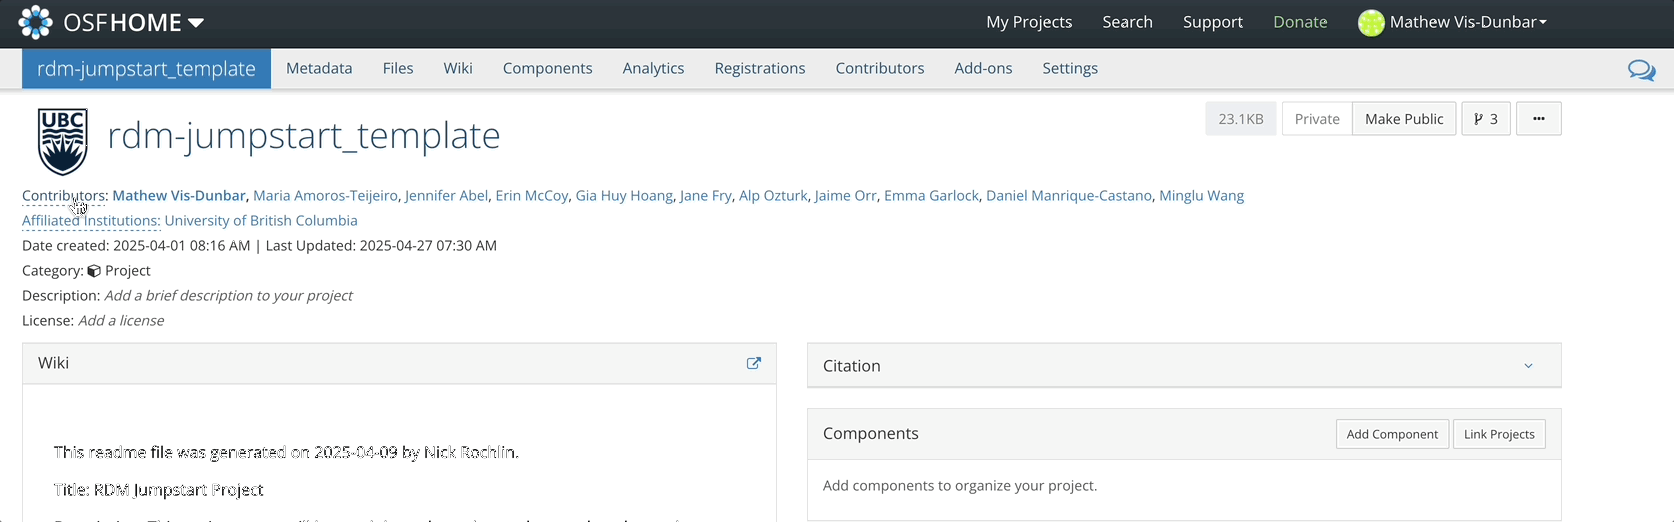 OSFHOME
My Projects Search Support Donate Mathew Vis-Dunbar
rdm-jumpstart_template Metadata Files Wiki Components Analytics Registrations Contributors Add-ons Settings
UBC
rdm-jumpstart_template
23.1KB Private Make Public 3 ...
Contributors: Mathew Vis-Dunbar, Maria Amoros-Teijeiro, Jennifer Abel, Erin McCoy, Gia Huy Hoang, Jane Fry, Alp Ozturk, Jaime Orr, Emma Garlock, Daniel Manrique-Castano, Minglu Wang
Affiliated Institutions: University of British Columbia
Date created: 2025-04-01 08:16 AM | Last Updated: 2025-04-27 07:30 AM
Category: Project
Description: Add a brief description to your project
License: Add a license
Wiki
This readme file was generated on 2025-04-09 by Nick Rochlin.
Title: RDM Jumpstart Project
Citation
Components Add Component Link Projects
Add components to organize your project.